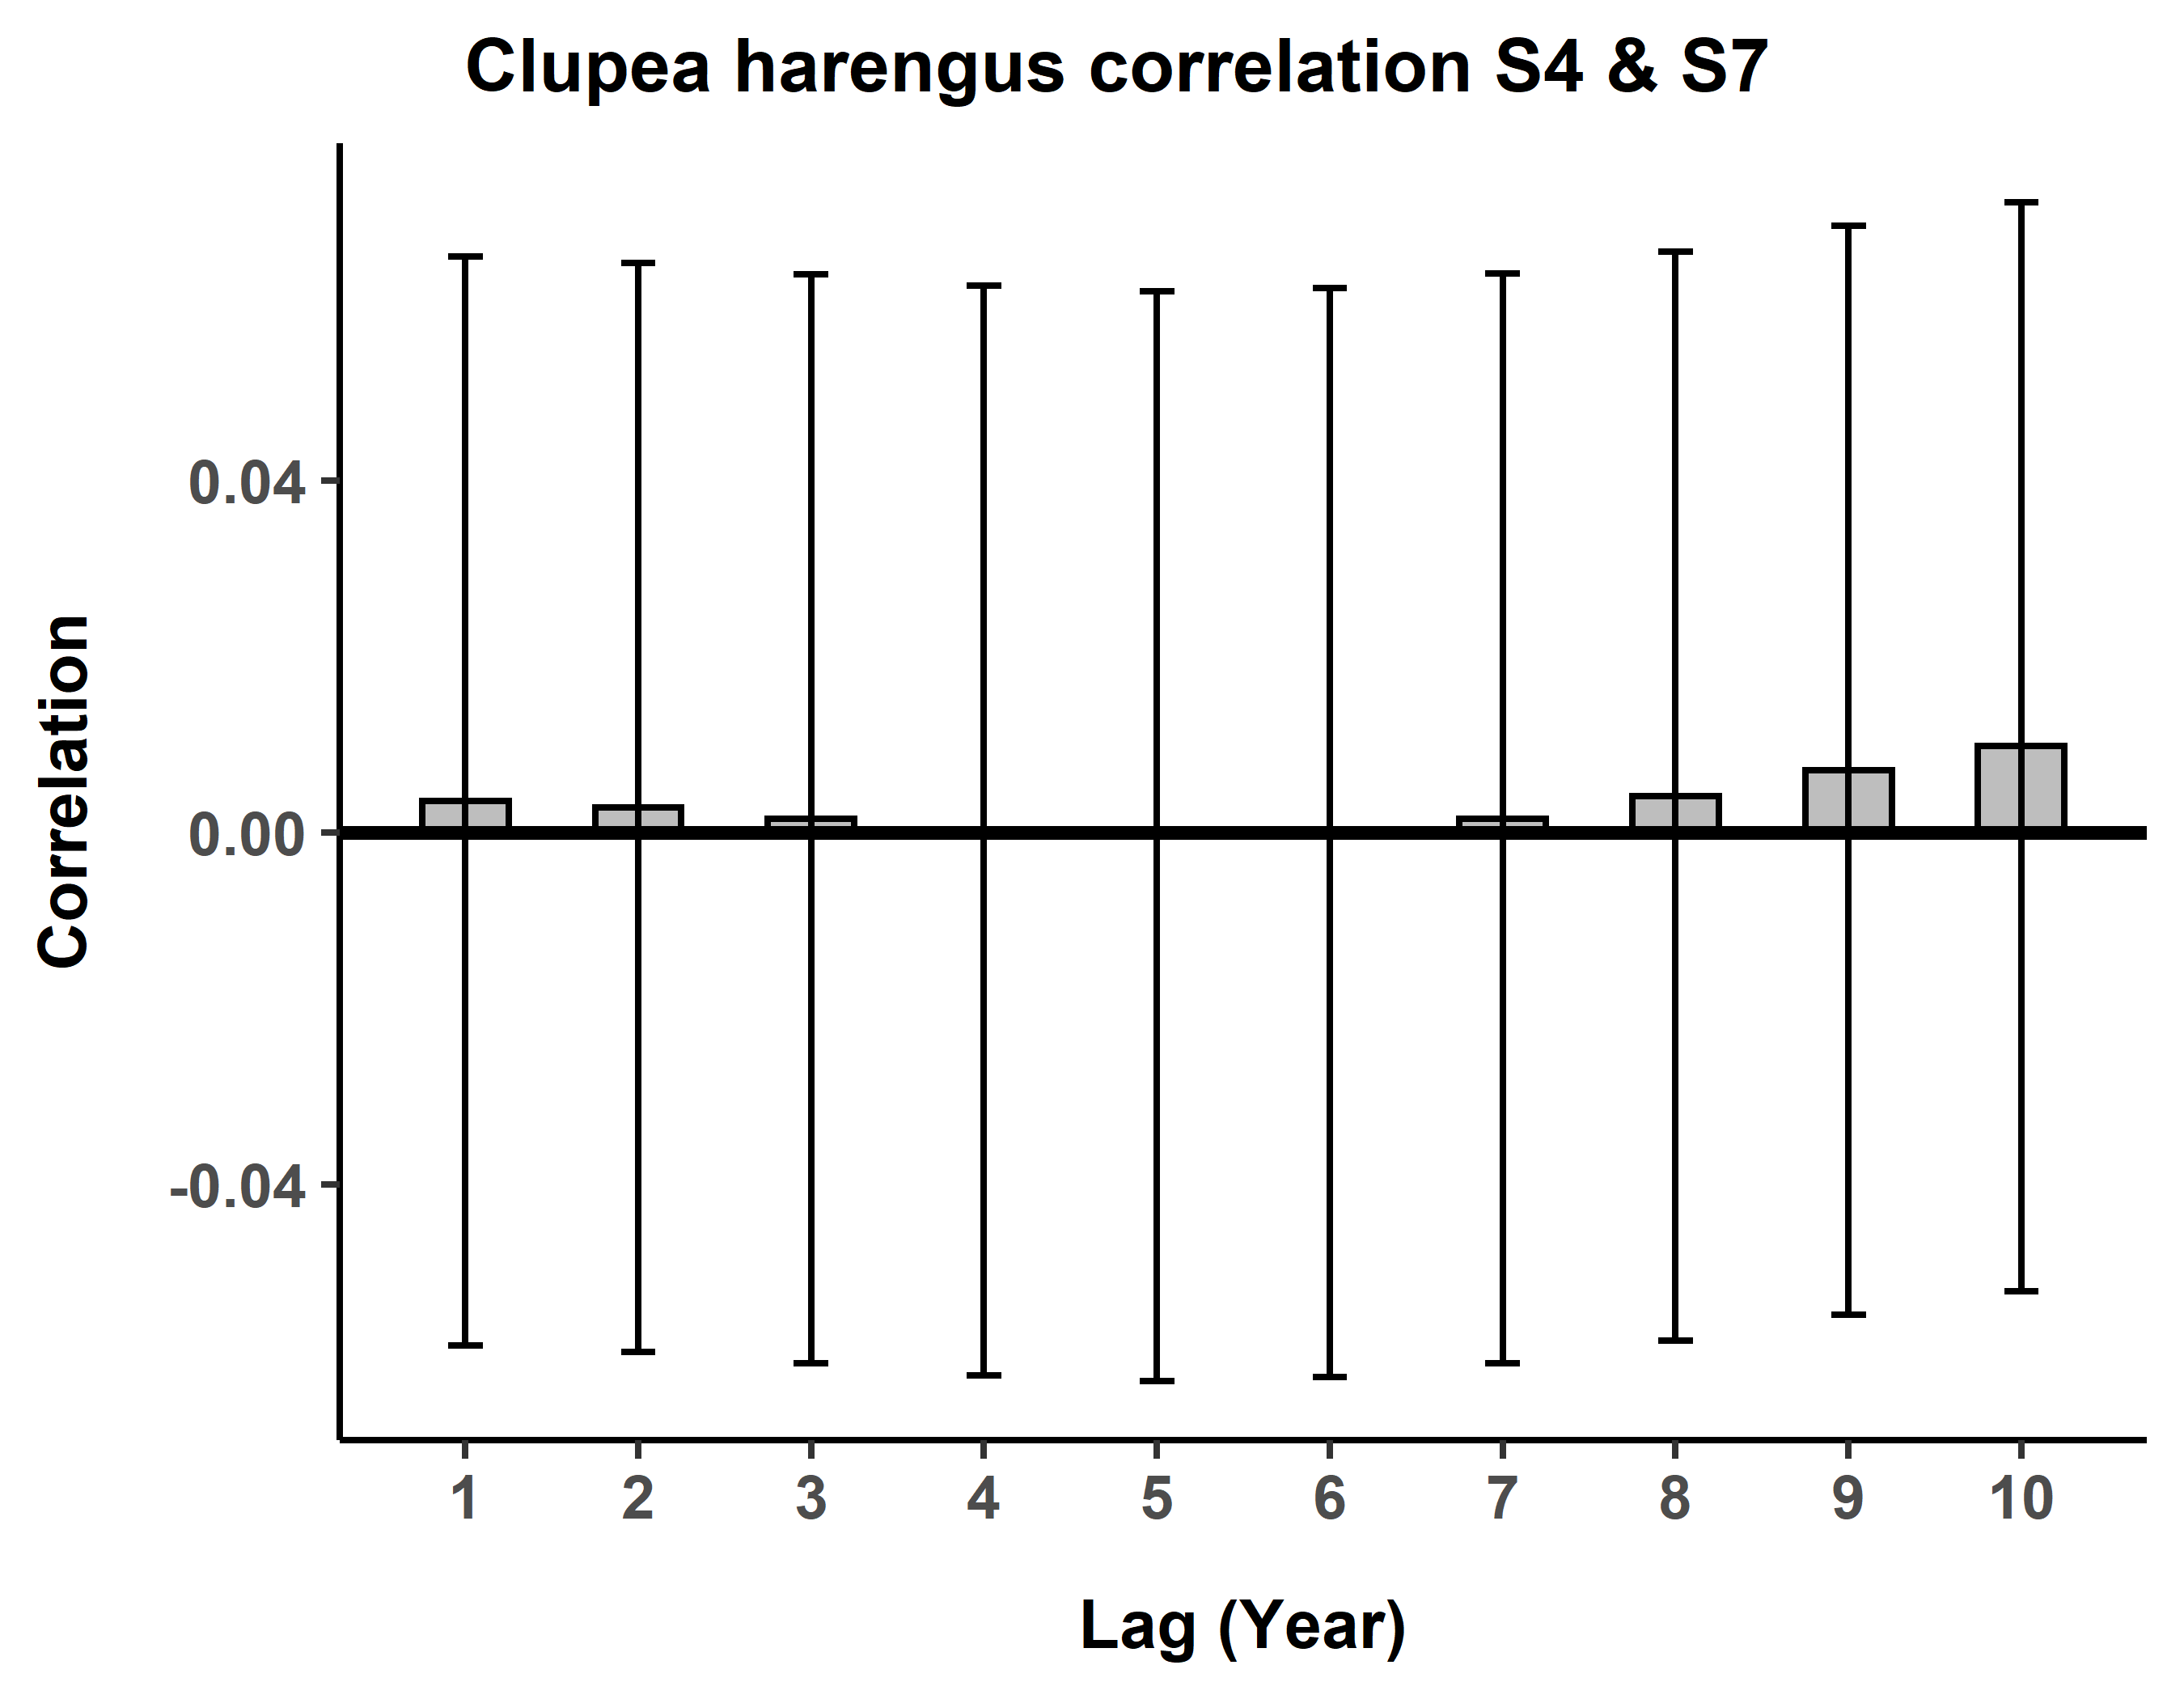 Clupea harengus correlation S4 & S7
Correlation
0.04
0.00
-0.04
1 2 3 4 5 6 7 8 9 10
Lag (Year)